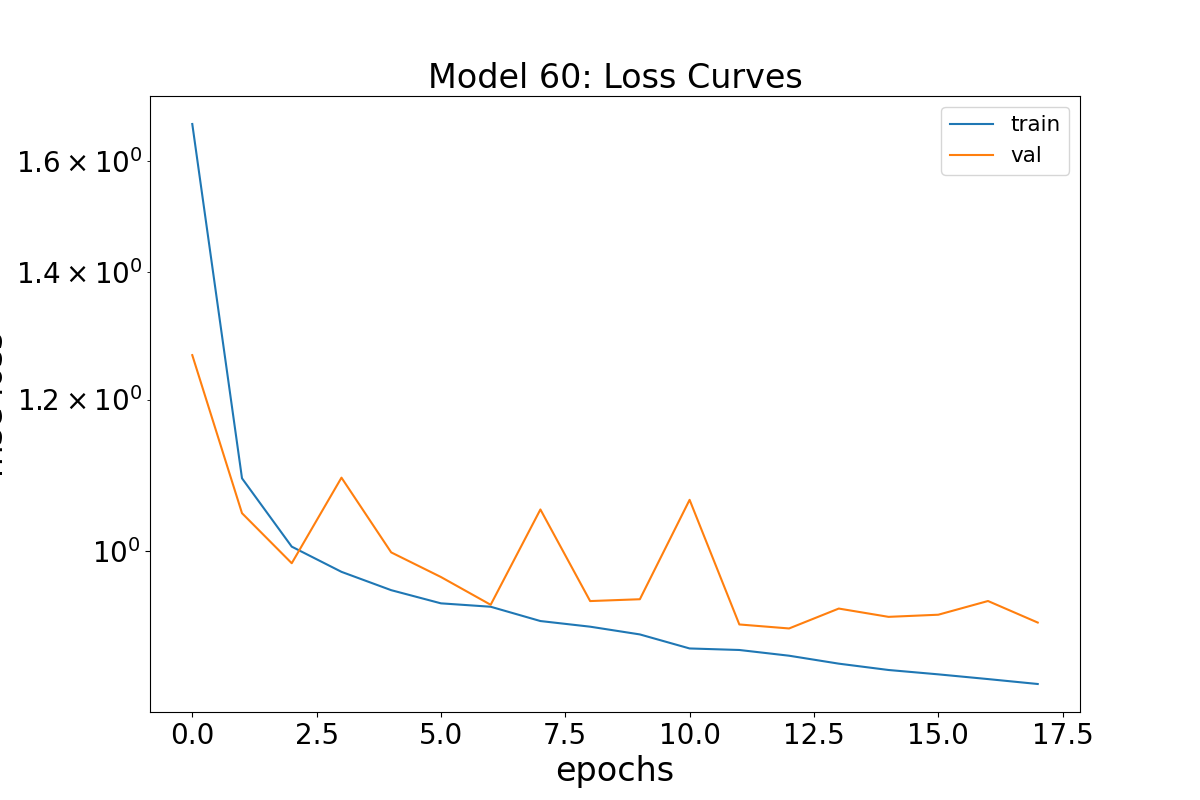 Model 60: Loss Curves
train
val
1.6 × 10⁰
1.4 × 10⁰
1.2 × 10⁰
10⁰
0.0 2.5 5.0 7.5 10.0 12.5 15.0 17.5
epochs